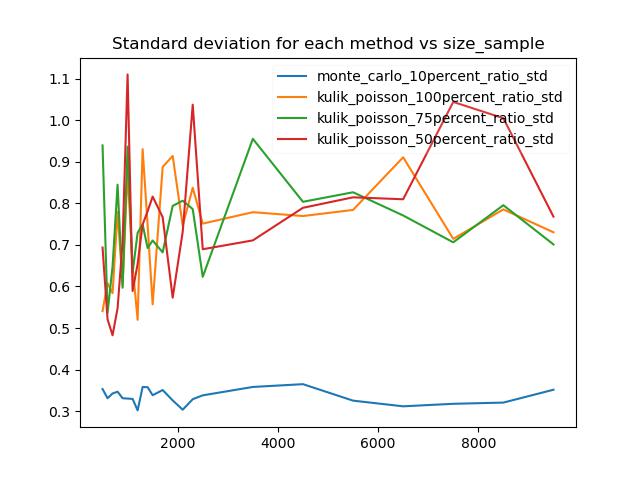 Standard deviation for each method vs size_sample
monte_carlo_10percent_ratio_std
kulik_poisson_100percent_ratio_std
kulik_poisson_75percent_ratio_std
kulik_poisson_50percent_ratio_std
1.1
1.0
0.9
0.8
0.7
0.6
0.5
0.4
0.3
2000 4000 6000 8000